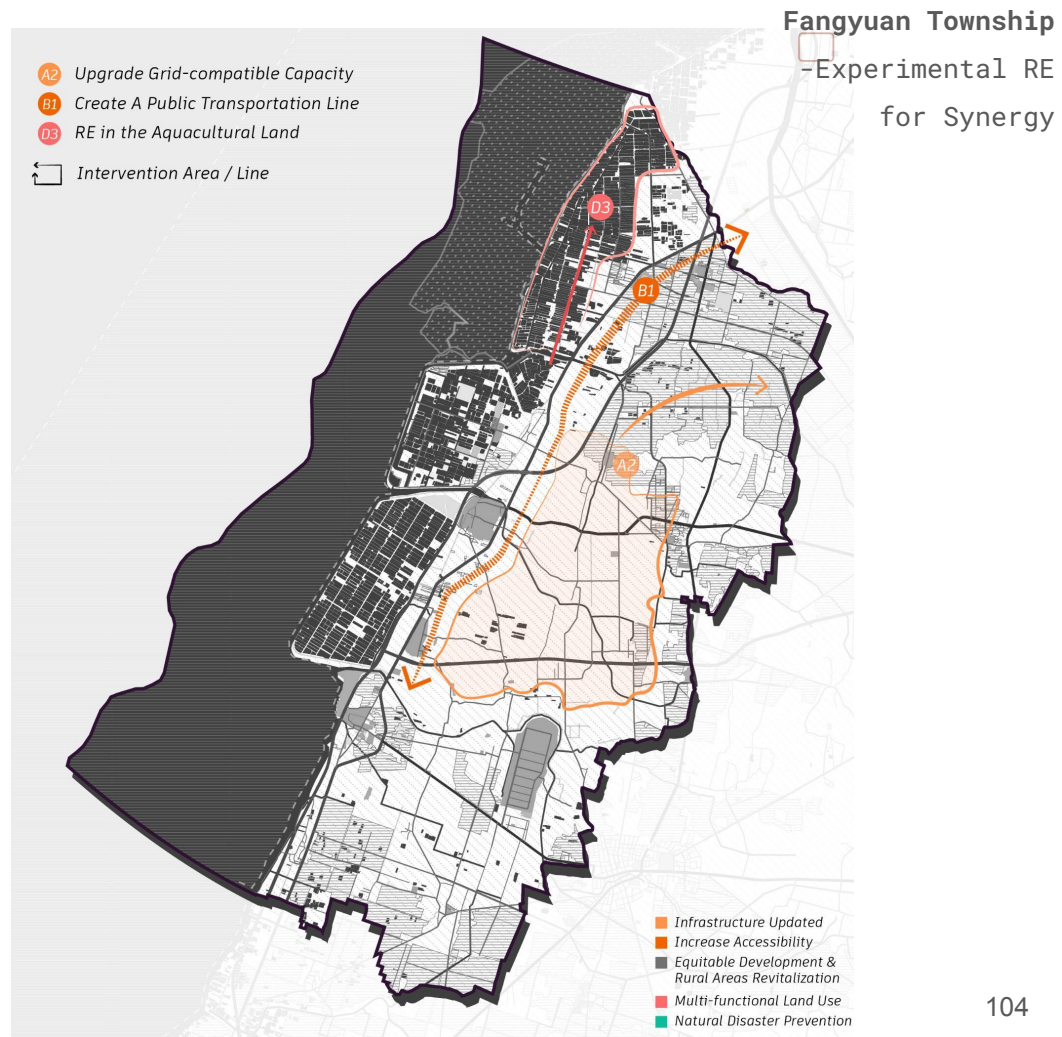 Fangyuan Township
-Experimental RE
for Synergy
A2 Upgrade Grid-compatible Capacity
B1 Create A Public Transportation Line
D3 RE in the Aquacultural Land
Intervention Area / Line
D3
B1
A2
Infrastructure Updated
Increase Accessibility
Equitable Development &
Rural Areas Revitalization
Multi-functional Land Use
Natural Disaster Prevention
104